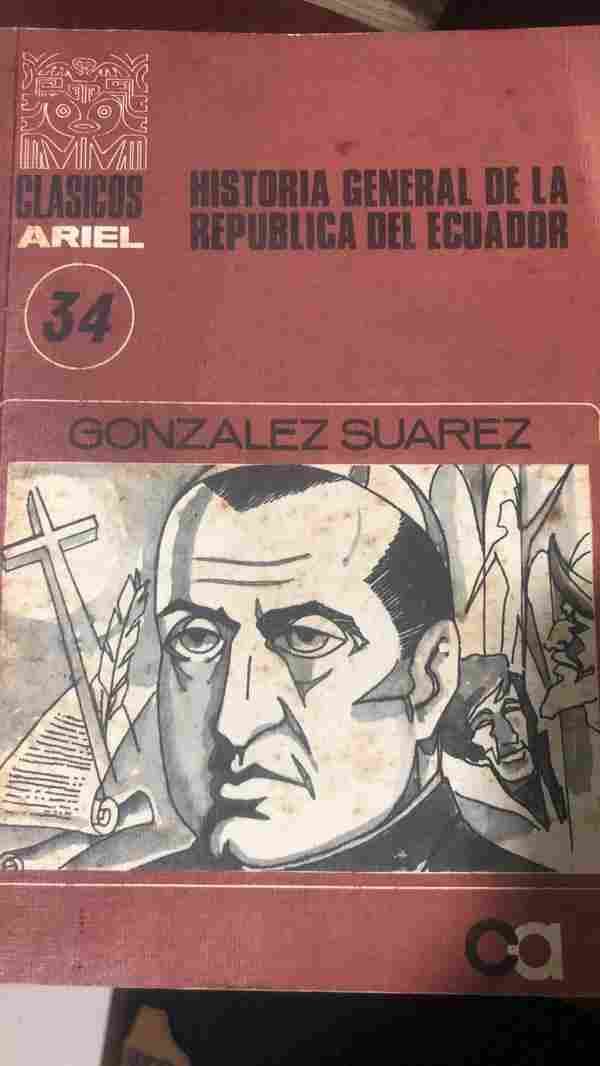 CLASICOS
ARIEL
34
HISTORIA GENERAL DE LA
REPUBLICA DEL ECUADOR
GONZALEZ SUAREZ
ca